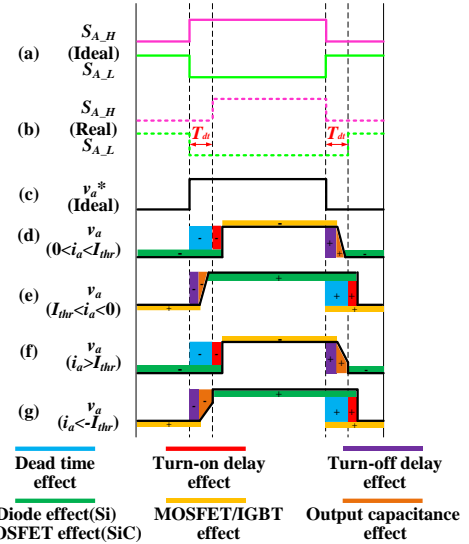 S_A_H
(a) (Ideal)
S_A_L
S_A_H
(b) (Real) T_dt T_dt
S_A_L
(c) v_a*
(Ideal)
(d) v_a - - - - -
(0<i_a<I_thr) - -
(e) v_a - - + + +
(I_thr<i_a<0) + +
(f) v_a - - - + +
(i_a>I_thr) - -
(g) v_a - - + + +
(i_a<-I_thr) + +
Dead time effect
Turn-on delay effect
Turn-off delay effect
Diode effect(Si)
OSFET effect(SiC)
MOSFET/IGBT effect
Output capacitance effect